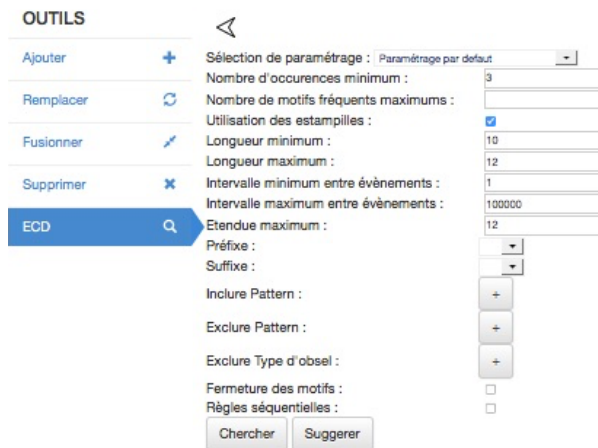 OUTILS
Ajouter
Remplacer
Fusionner
Supprimer
ECD
Sélection de paramétrage : Paramétrage par defaut
Nombre d'occurences minimum : 3
Nombre de motifs fréquents maximums :
Utilisation des estampilles :
Longueur minimum : 10
Longueur maximum : 12
Intervalle minimum entre évènements : 1
Intervalle maximum entre évènements : 100000
Etendue maximum : 12
Préfixe :
Suffixe :
Inclure Pattern : +
Exclure Pattern : +
Exclure Type d'obsel : +
Fermeture des motifs :
Règles séquentielles :
Chercher Suggerer